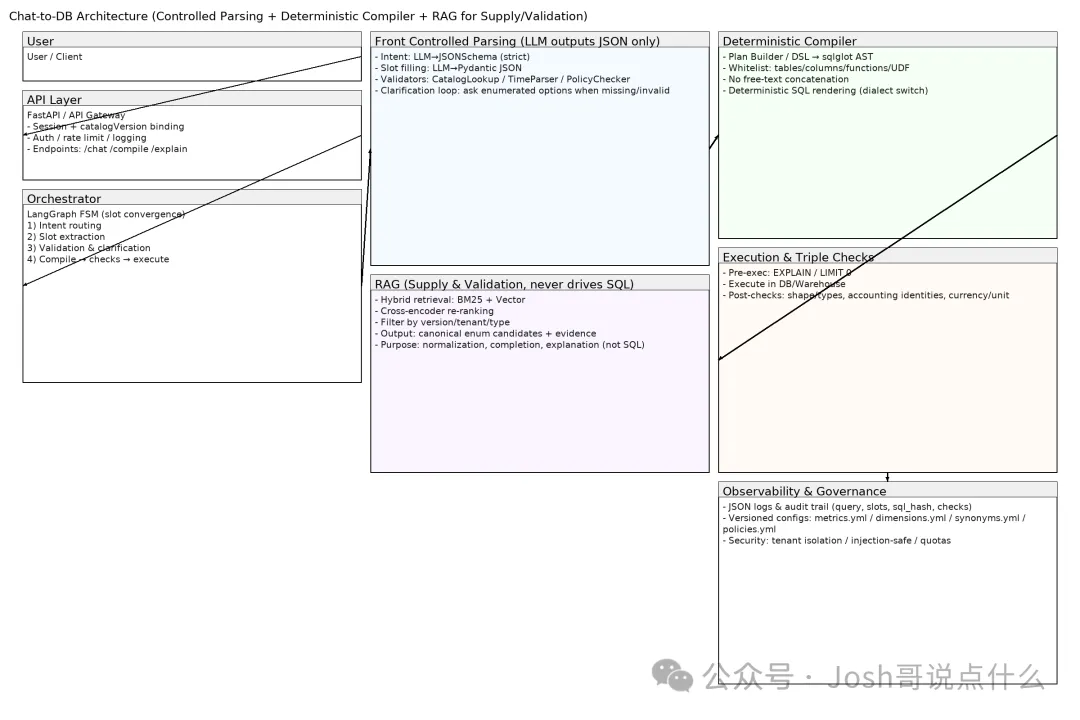 Chat-to-DB Architecture (Controlled Parsing + Deterministic Compiler + RAG for Supply/Validation)
User
User / Client
API Layer
FastAPI / API Gateway
- Session + catalogVersion binding
- Auth / rate limit / logging
- Endpoints: /chat /compile /explain
Orchestrator
LangGraph FSM (slot convergence)
1) Intent routing
2) Slot extraction
3) Validation & clarification
4) Compile → checks → execute
Front Controlled Parsing (LLM outputs JSON only)
- Intent: LLM→JSONSchema (strict)
- Slot filling: LLM→Pydantic JSON
- Validators: CatalogLookup / TimeParser / PolicyChecker
- Clarification loop: ask enumerated options when missing/invalid
RAG (Supply & Validation, never drives SQL)
- Hybrid retrieval: BM25 + Vector
- Cross-encoder re-ranking
- Filter by version/tenant/type
- Output: canonical enum candidates + evidence
- Purpose: normalization, completion, explanation (not SQL)
Deterministic Compiler
- Plan Builder / DSL → sqlglot AST
- Whitelist: tables/columns/functions/UDF
- No free-text concatenation
- Deterministic SQL rendering (dialect switch)
Execution & Triple Checks
- Pre-exec: EXPLAIN / LIMIT 0
- Execute in DB/Warehouse
- Post-checks: shape/types, accounting identities, currency/unit
Observability & Governance
- JSON logs & audit trail (query, slots, sql_hash, checks)
- Versioned configs: metrics.yml / dimensions.yml / synonyms.yml /
policies.yml
- Security: tenant isolation / injection-safe / quotas
公众号 · Josh哥说点什么